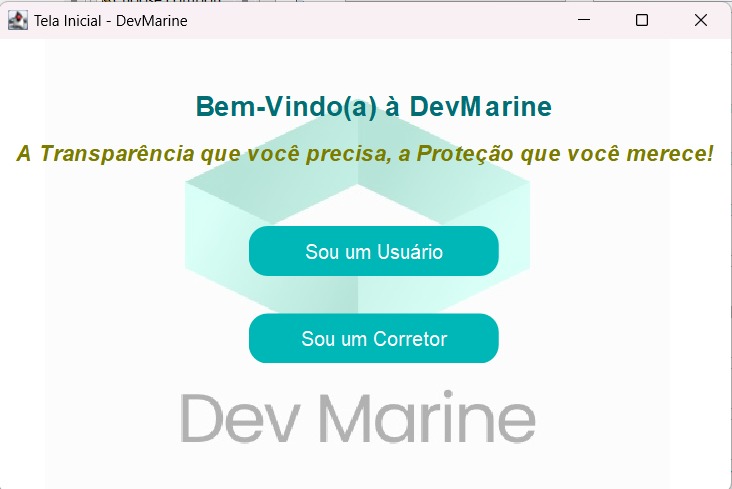 Tela Inicial - DevMarine
Bem-Vindo(a) à DevMarine
A Transparência que você precisa, a Proteção que você merece!
Sou um Usuário
Sou um Corretor
Dev Marine